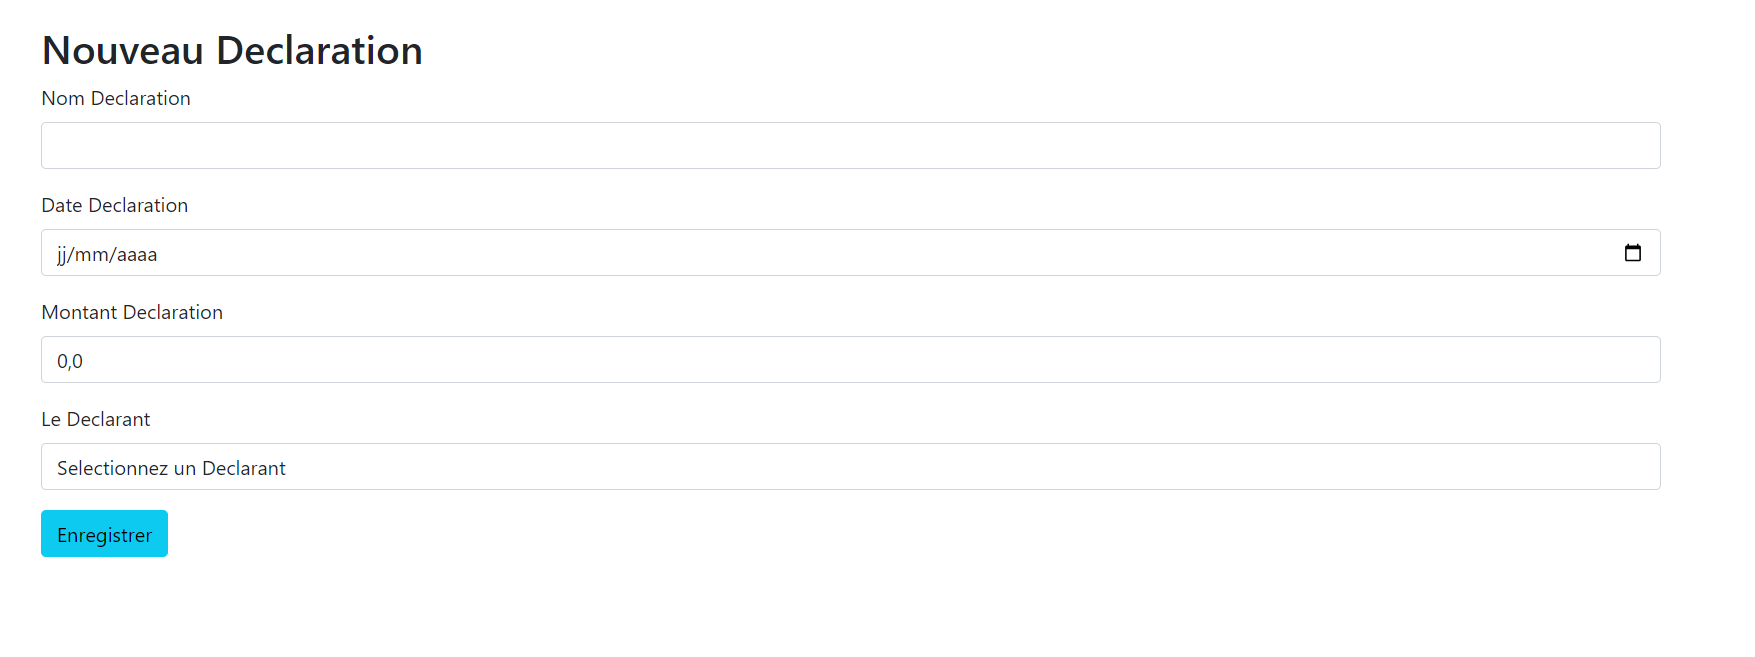 Nouveau Declaration
Nom Declaration
Date Declaration
jj/mm/aaaa
Montant Declaration
0,0
Le Declarant
Selectionnez un Declarant
Enregistrer